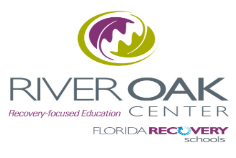 RIVER OAK
Recovery-focused Education CENTER
FLORIDA RECOVERY
schools